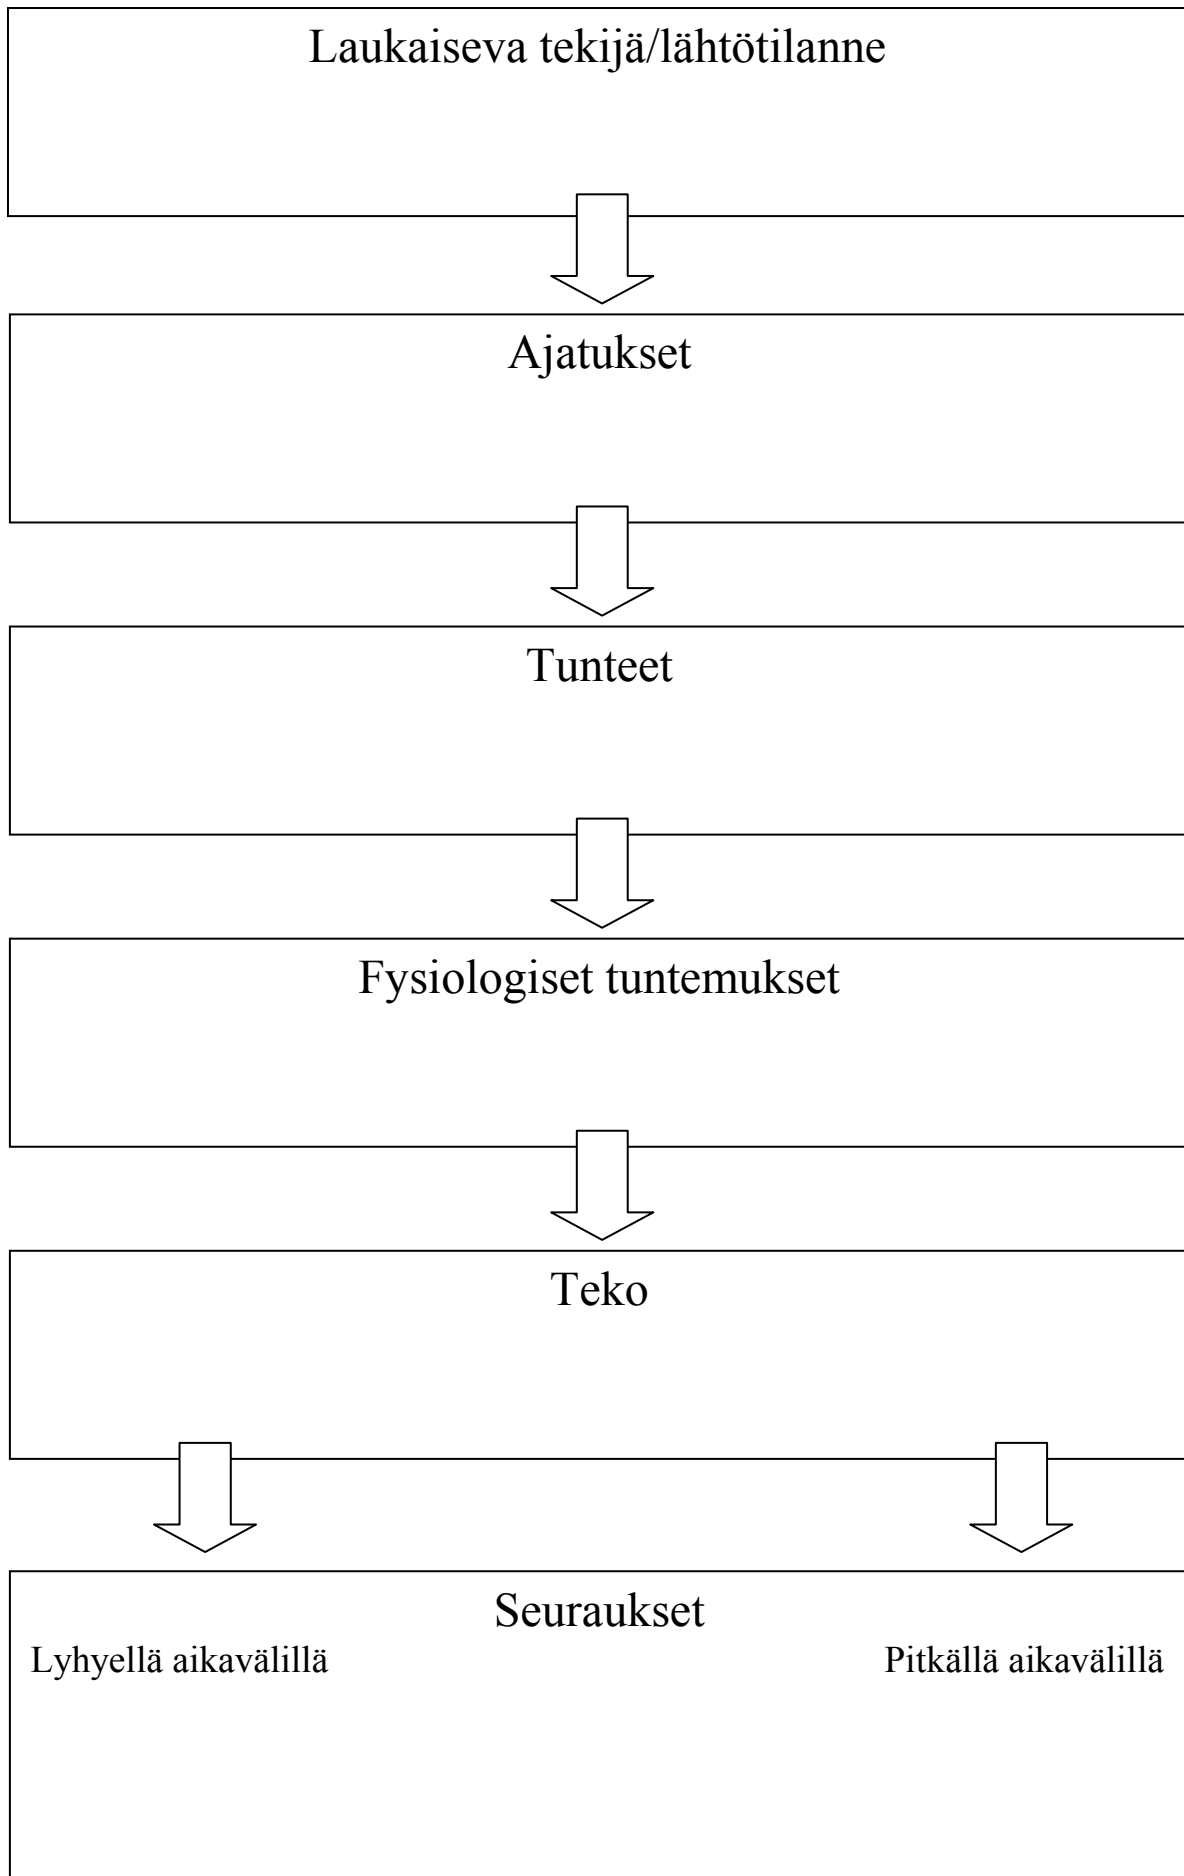 Laukaiseva tekijä/lähtötilanne
Ajatukset
Tunteet
Fysiologiset tuntemukset
Teko
Seuraukset
Lyhyellä aikavälillä
Pitkällä aikavälillä